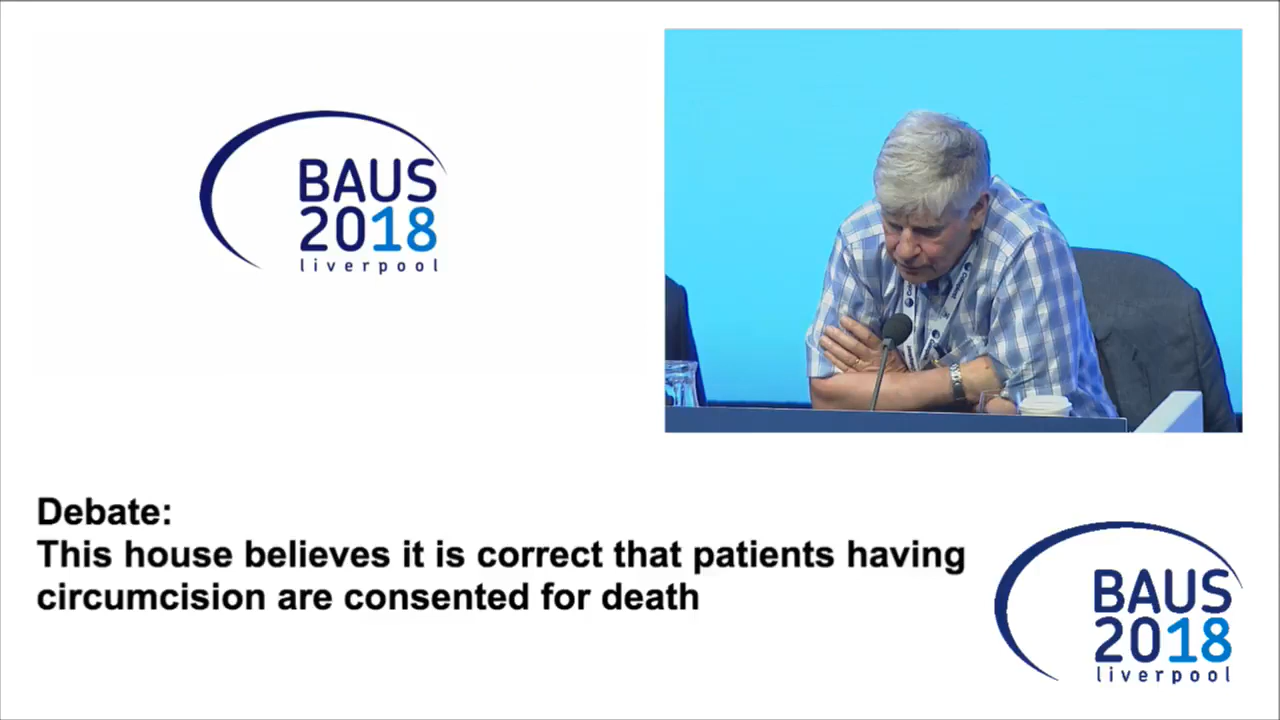 BAUS
2018
liverpool
Debate:
This house believes it is correct that patients having
circumcision are consented for death
BAUS
2018
liverpool